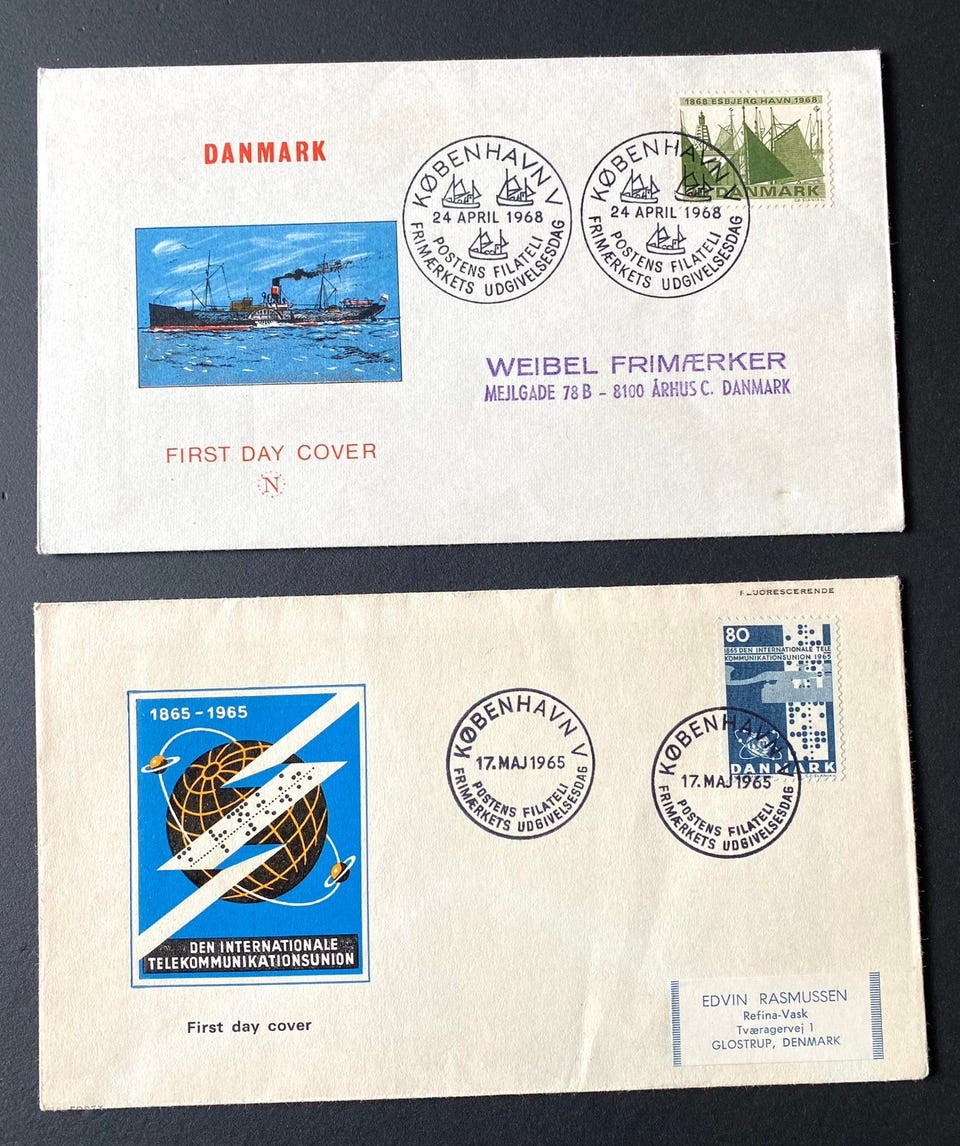 DANMARK
FIRST DAY COVER
N
KØBENHAVN V
24 APRIL 1968
POSTENS FILATELI
FRIMÆRKETS UDGIVELSESDAG
KØBENHAVN V
24 APRIL 1968
POSTENS FILATELI
FRIMÆRKETS UDGIVELSESDAG
1868 ESBJERG HAVN 1968
DANMARK
WEIBEL FRIMÆRKER
MEJLGADE 78 B - 8100 ÅRHUS C. DANMARK
FLUORESCERENDE
1865 - 1965
DEN INTERNATIONALE
TELEKOMMUNIKATIONSUNION
First day cover
KØBENHAVN V
17. MAJ 1965
POSTENS FILATELI
FRIMÆRKETS UDGIVELSESDAG
KØBENHAVN V
17. MAJ 1965
POSTENS FILATELI
FRIMÆRKETS UDGIVELSESDAG
80
1865 DEN INTERNATIONALE TELE
KOMMUNIKATIONSUNION 1965
DANMARK
EDVIN RASMUSSEN
Refina-Vask
Tværagervej 1
GLOSTRUP, DENMARK